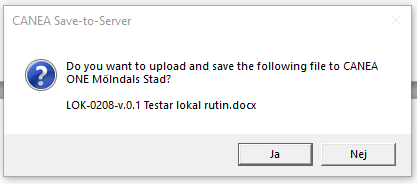 CANEA Save-to-Server
Do you want to upload and save the following file to CANEA
ONE Mölndals Stad?
LOK-0208-v.0.1 Testar lokal rutin.docx
Ja
Nej